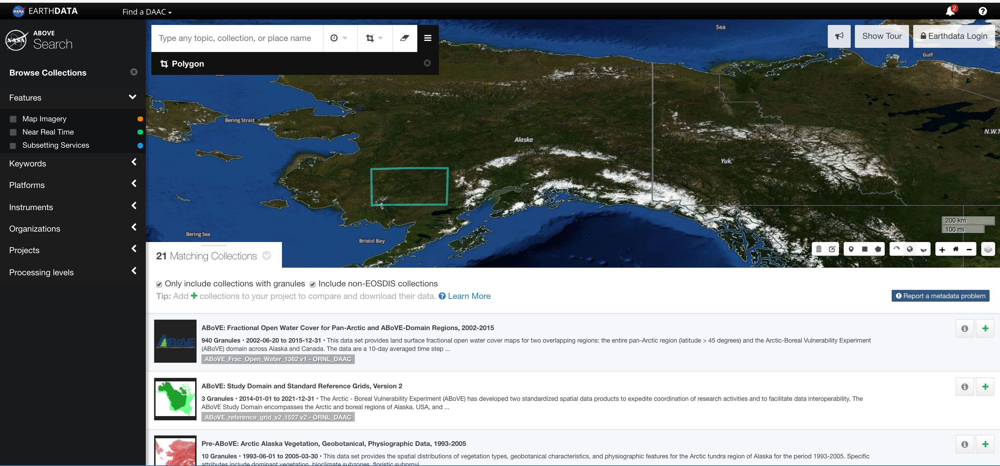 NASA EARTHDATA
Find a DAAC
2
NASA
ABOVE
Search
Browse Collections
Features
Map Imagery
Near Real Time
Subsetting Services
Keywords
Platforms
Instruments
Organizations
Projects
Processing levels
Type any topic, collection, or place name
Polygon
Show Tour
Earthdata Login
Sea
Amundsen
Gulf
Bering Strait
Alaska
N.W.T
Yuk.
200 km
100 mi
Bering Sea
Bristol Bay
21 Matching Collections
Only include collections with granules Include non-EOSDIS collections
Tip: Add + collections to your project to compare and download their data. Learn More
Report a metadata problem
ABoVE
ABoVE: Fractional Open Water Cover for Pan-Arctic and ABoVE-Domain Regions, 2002-2015
940 Granules • 2002-06-20 to 2015-12-31 • This data set provides land surface fractional open water cover maps for two overlapping regions: the entire pan-Arctic region (latitude > 45 degrees) and the Arctic-Boreal Vulnerability Experiment
(ABoVE) domain across Alaska and Canada. The data are a 10-day averaged time step ...
ABoVE_Frac_Open_Water_1362 v1 - ORNL_DAAC
ABoVE: Study Domain and Standard Reference Grids, Version 2
3 Granules • 2014-01-01 to 2021-12-31 • The Arctic - Boreal Vulnerability Experiment (ABoVE) has developed two standardized spatial data products to expedite coordination of research activities and to facilitate data interoperability. The
ABoVE Study Domain encompasses the Arctic and boreal regions of Alaska, USA, and ...
ABoVE_reference_grid_v2_1527 v2 - ORNL_DAAC
Pre-ABoVE: Arctic Alaska Vegetation, Geobotanical, Physiographic Data, 1993-2005
10 Granules • 1993-06-01 to 2005-03-30 • This data set provides the spatial distributions of vegetation types, geobotanical characteristics, and physiographic features for the Arctic tundra region of Alaska for the period 1993-2005. Specific
attributes include dominant vegetation, bioclimate subzones, floristic subprovi